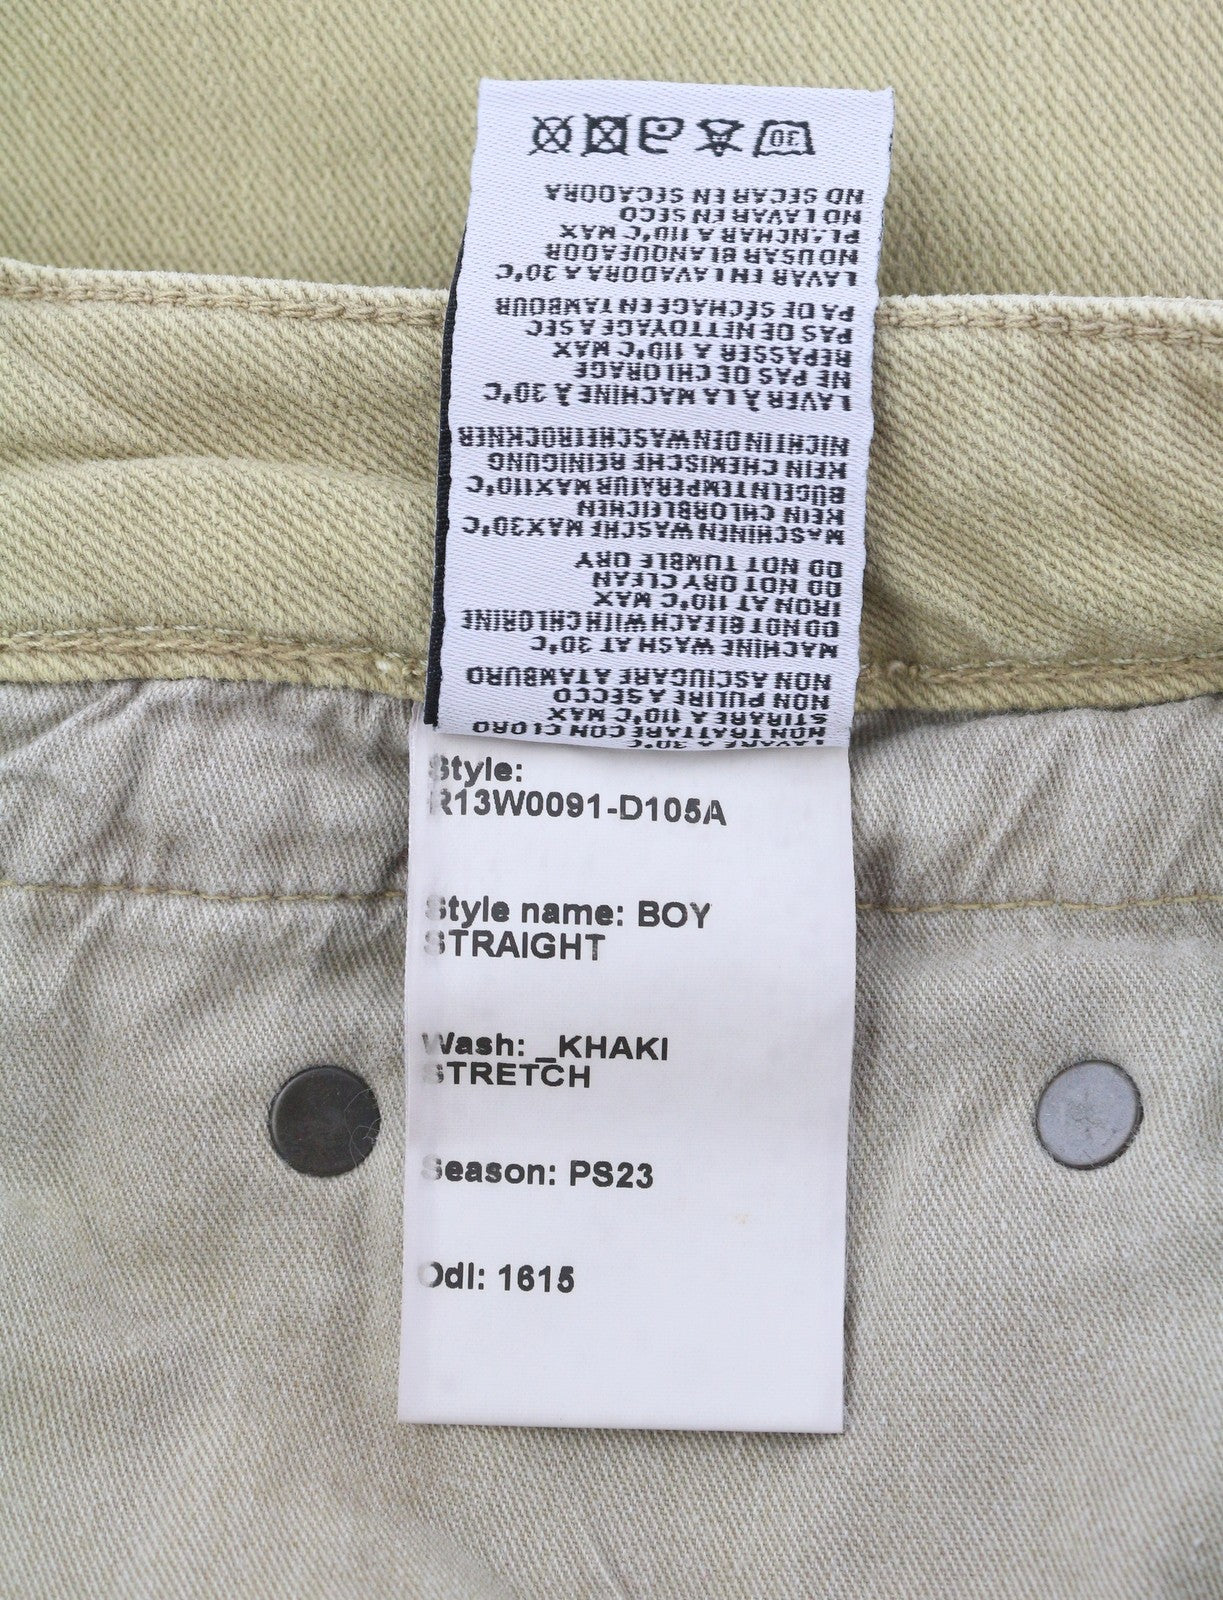 LAVARE A 30°C
NON TRATTARE CON CLORO
STIRARE A 110°C MAX
NON PULIRE A SECCO
NON ASCIUGARE A TAMBURO
MACHINE WASH AT 30°C
DO NOT BLEACH WITH CHLORINE
IRON AT 110°C MAX
DO NOT DRY CLEAN
DO NOT TUMBLE DRY
MASCHINEN WASCHE MAX30°C
KEIN CHLORBLEICHEN
BÜGELNTEMPERATUR MAX110°C
KEIN CHEMISCHE REINIGUNG
NICHT IN DEN WASCHETROCKNER
LAVER À LA MACHINE À 30°C
NE PAS DE CHLORAGE
REPASSER A 110°C MAX
PAS DE NETTOYAGE A SEC
PA DE SÉCHAGE EN TAMBOUR
LAVAR EN LAVADORA A 30°C
NO USAR BLANQUEADOR
PLANCHAR A 110°C MAX
NO LAVAR EN SECO
NO SECAR EN SECADORA
30
Style:
R13W0091-D105A
Style name: BOY
STRAIGHT
Wash: _KHAKI
STRETCH
Season: PS23
Odl: 1615